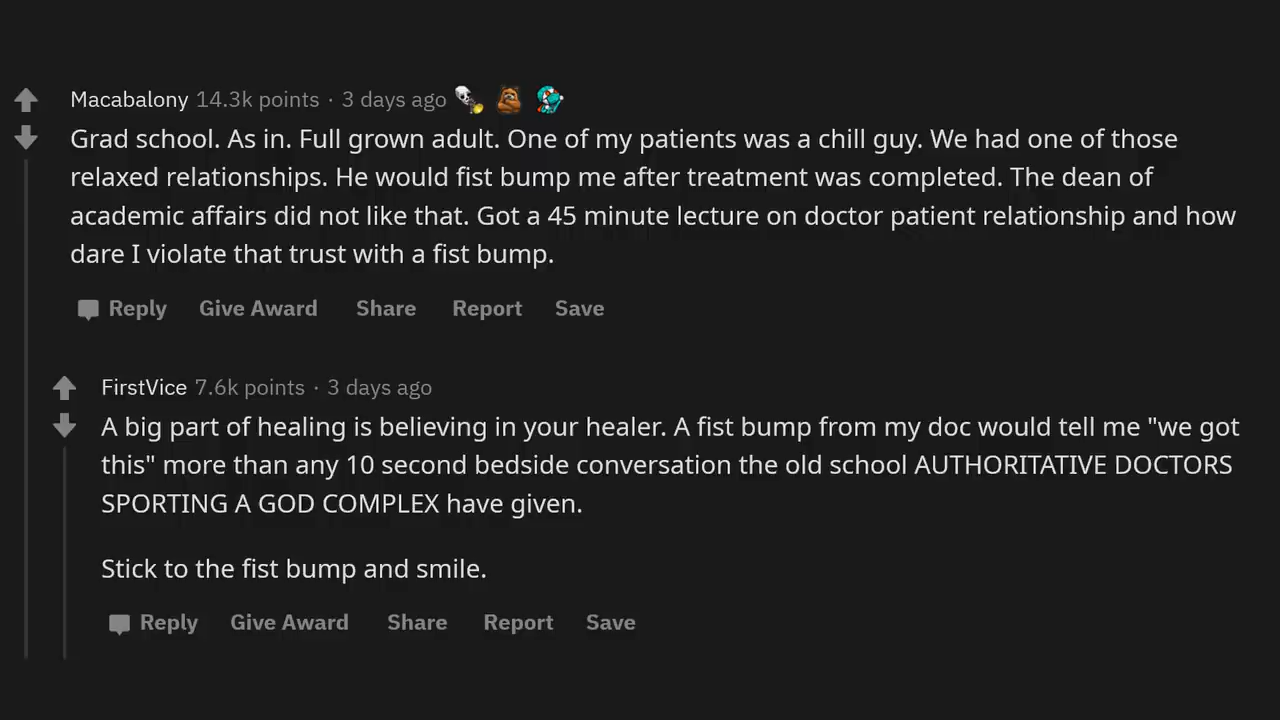 Macabalony 14.3k points · 3 days ago
Grad school. As in. Full grown adult. One of my patients was a chill guy. We had one of those
relaxed relationships. He would fist bump me after treatment was completed. The dean of
academic affairs did not like that. Got a 45 minute lecture on doctor patient relationship and how
dare I violate that trust with a fist bump.
Reply Give Award Share Report Save
FirstVice 7.6k points · 3 days ago
A big part of healing is believing in your healer. A fist bump from my doc would tell me "we got
this" more than any 10 second bedside conversation the old school AUTHORITATIVE DOCTORS
SPORTING A GOD COMPLEX have given.
Stick to the fist bump and smile.
Reply Give Award Share Report Save